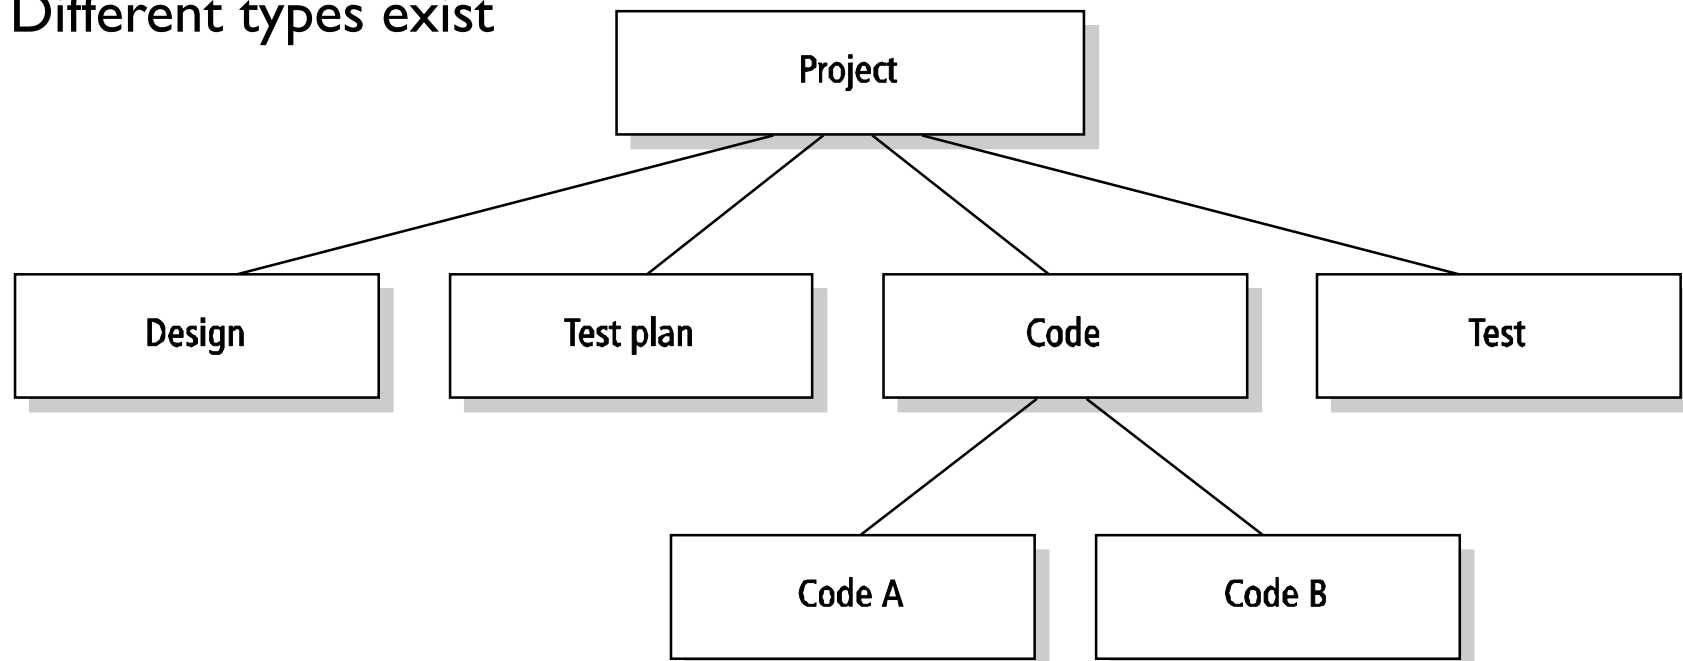 Different types exist
Project
Design
Test plan
Code
Test
Code A
Code B